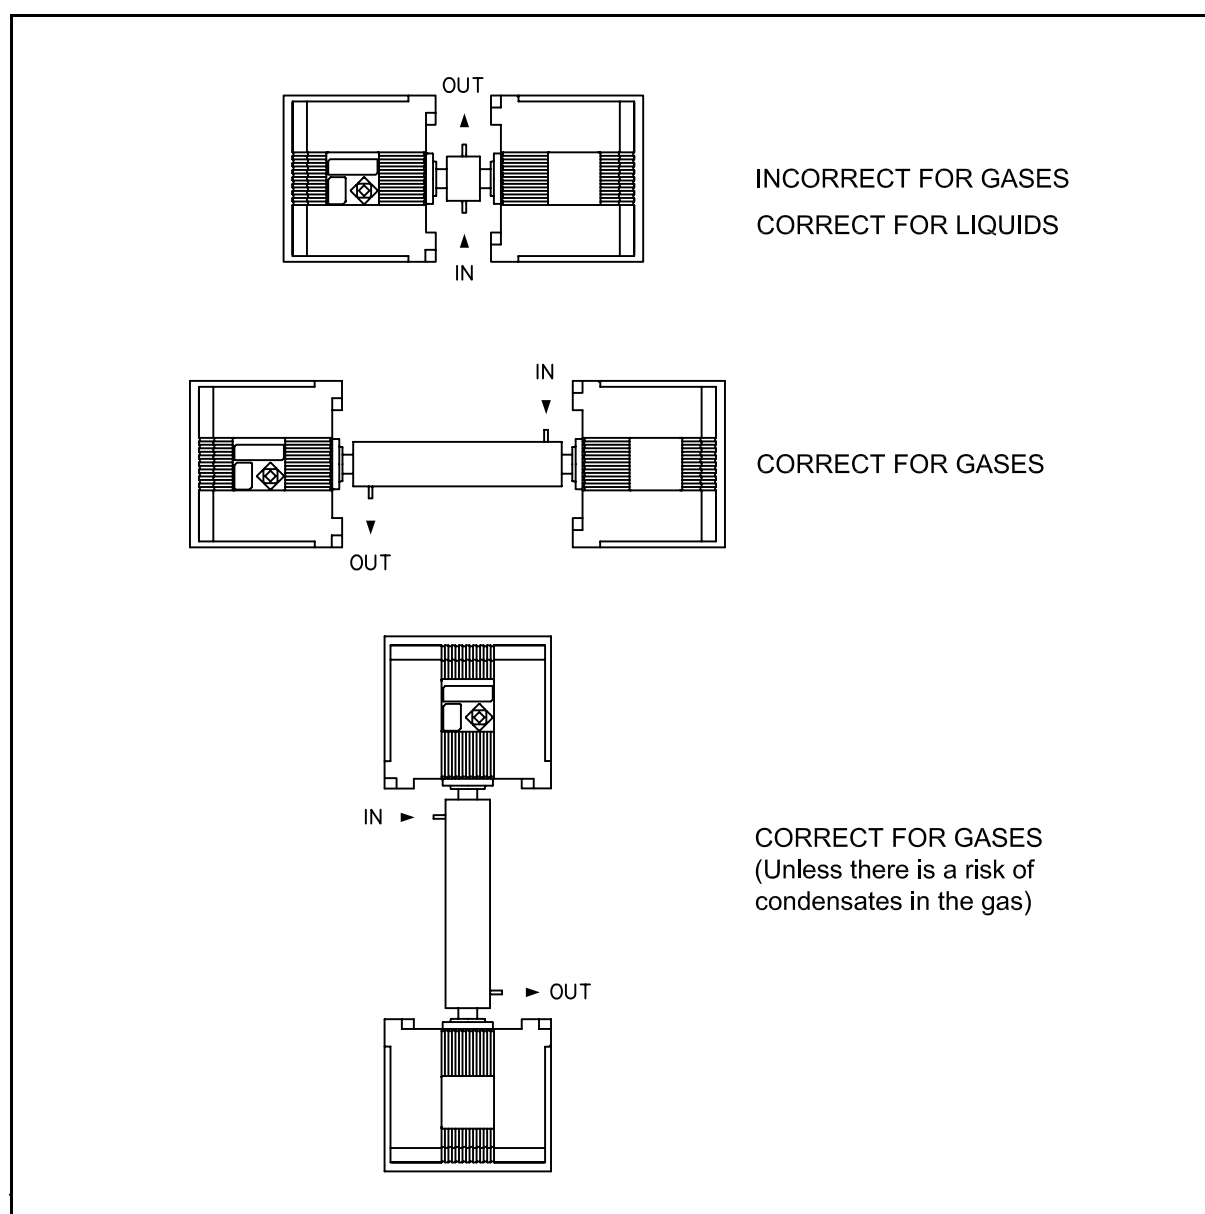 OUT
INCORRECT FOR GASES
CORRECT FOR LIQUIDS
IN
IN
CORRECT FOR GASES
OUT
IN
CORRECT FOR GASES
(Unless there is a risk of
condensates in the gas)
OUT